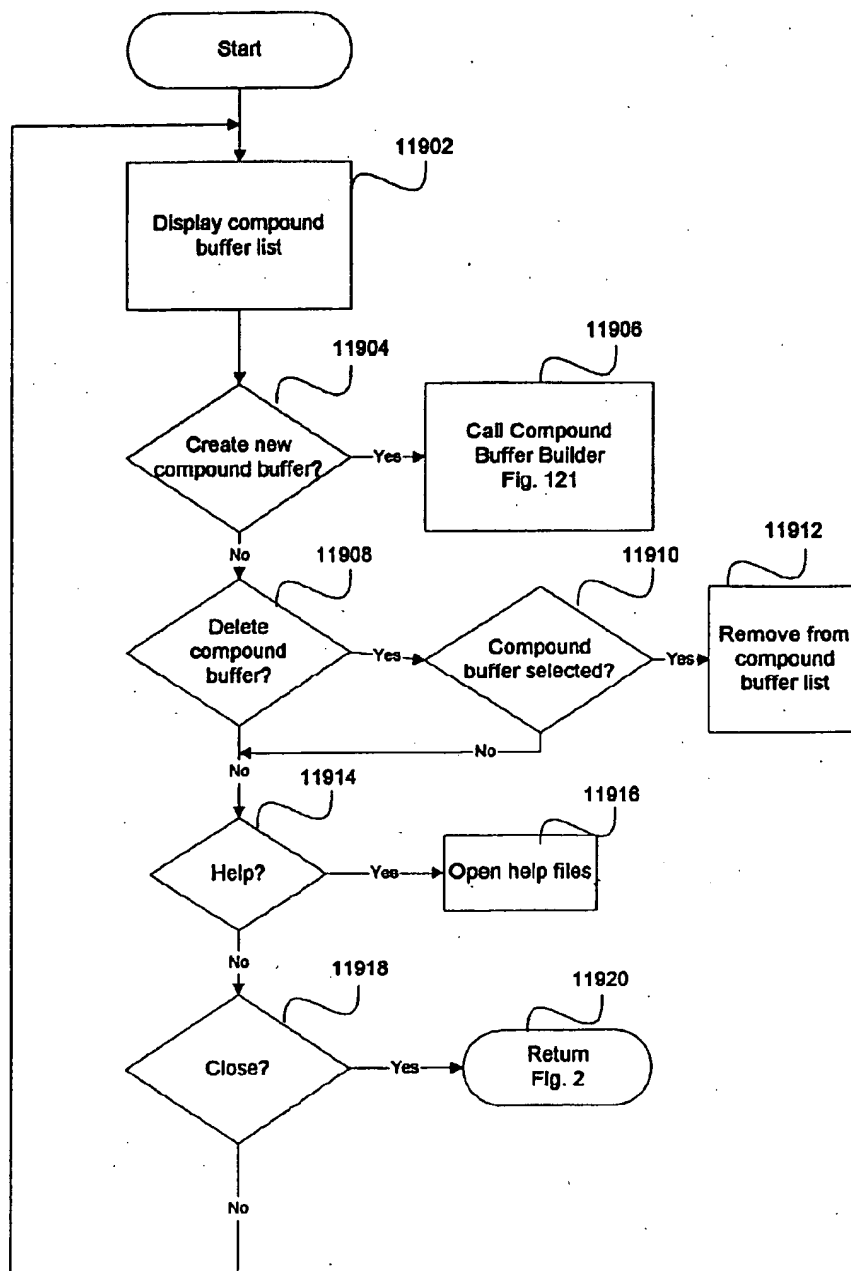 Start
11902
Display compound
buffer list
11904
Create new
compound buffer?
Yes
11906
Call Compound
Buffer Builder
Fig. 121
No
11908
Delete
compound
buffer?
Yes
11910
Compound
buffer selected?
Yes
11912
Remove from
compound
buffer list
No
No
11914
Help?
Yes
11916
Open help files
No
11918
Close?
Yes
11920
Return
Fig. 2
No